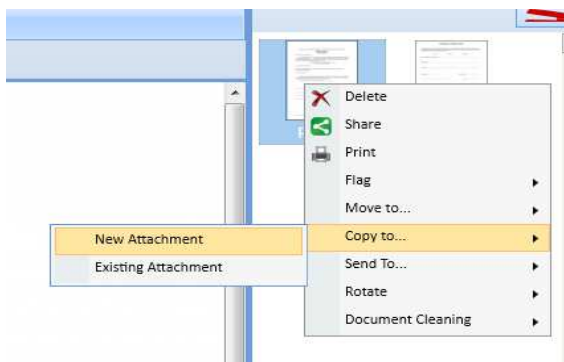 Delete
Share
Print
Flag
Move to...
Copy to...
Send To...
Rotate
Document Cleaning
New Attachment
Existing Attachment